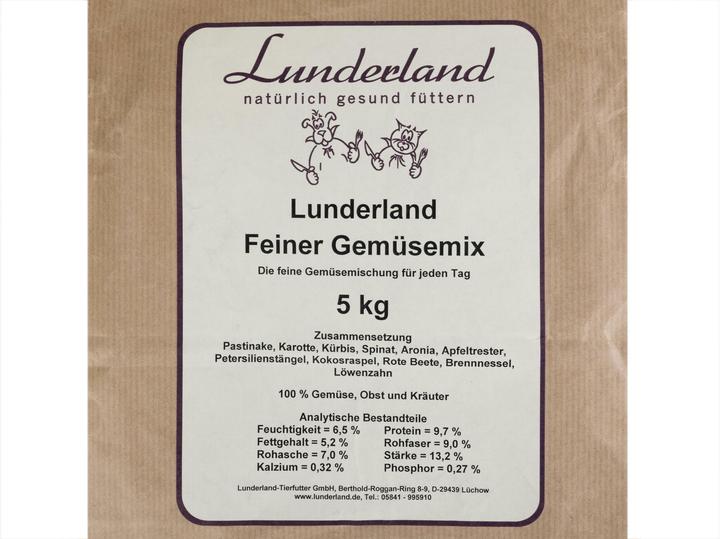 Lunderland
natürlich gesund füttern
Lunderland
Feiner Gemüsemix
Die feine Gemüsemischung für jeden Tag
5 kg
Zusammensetzung
Pastinake, Karotte, Kürbis, Spinat, Aronia, Apfeltrester,
Petersilienstängel, Kokosraspel, Rote Beete, Brennnessel,
Löwenzahn
100 % Gemüse, Obst und Kräuter
Analytische Bestandteile
Feuchtigkeit = 6,5 % Protein = 9,7 %
Fettgehalt = 5,2 % Rohfaser = 9,0 %
Rohasche = 7,0 % Stärke = 13,2 %
Kalzium = 0,32 % Phosphor = 0,27 %
Lunderland-Tierfutter GmbH, Berthold-Roggan-Ring 8-9, D-29439 Lüchow
www.lunderland.de, Tel.: 05841 - 995910